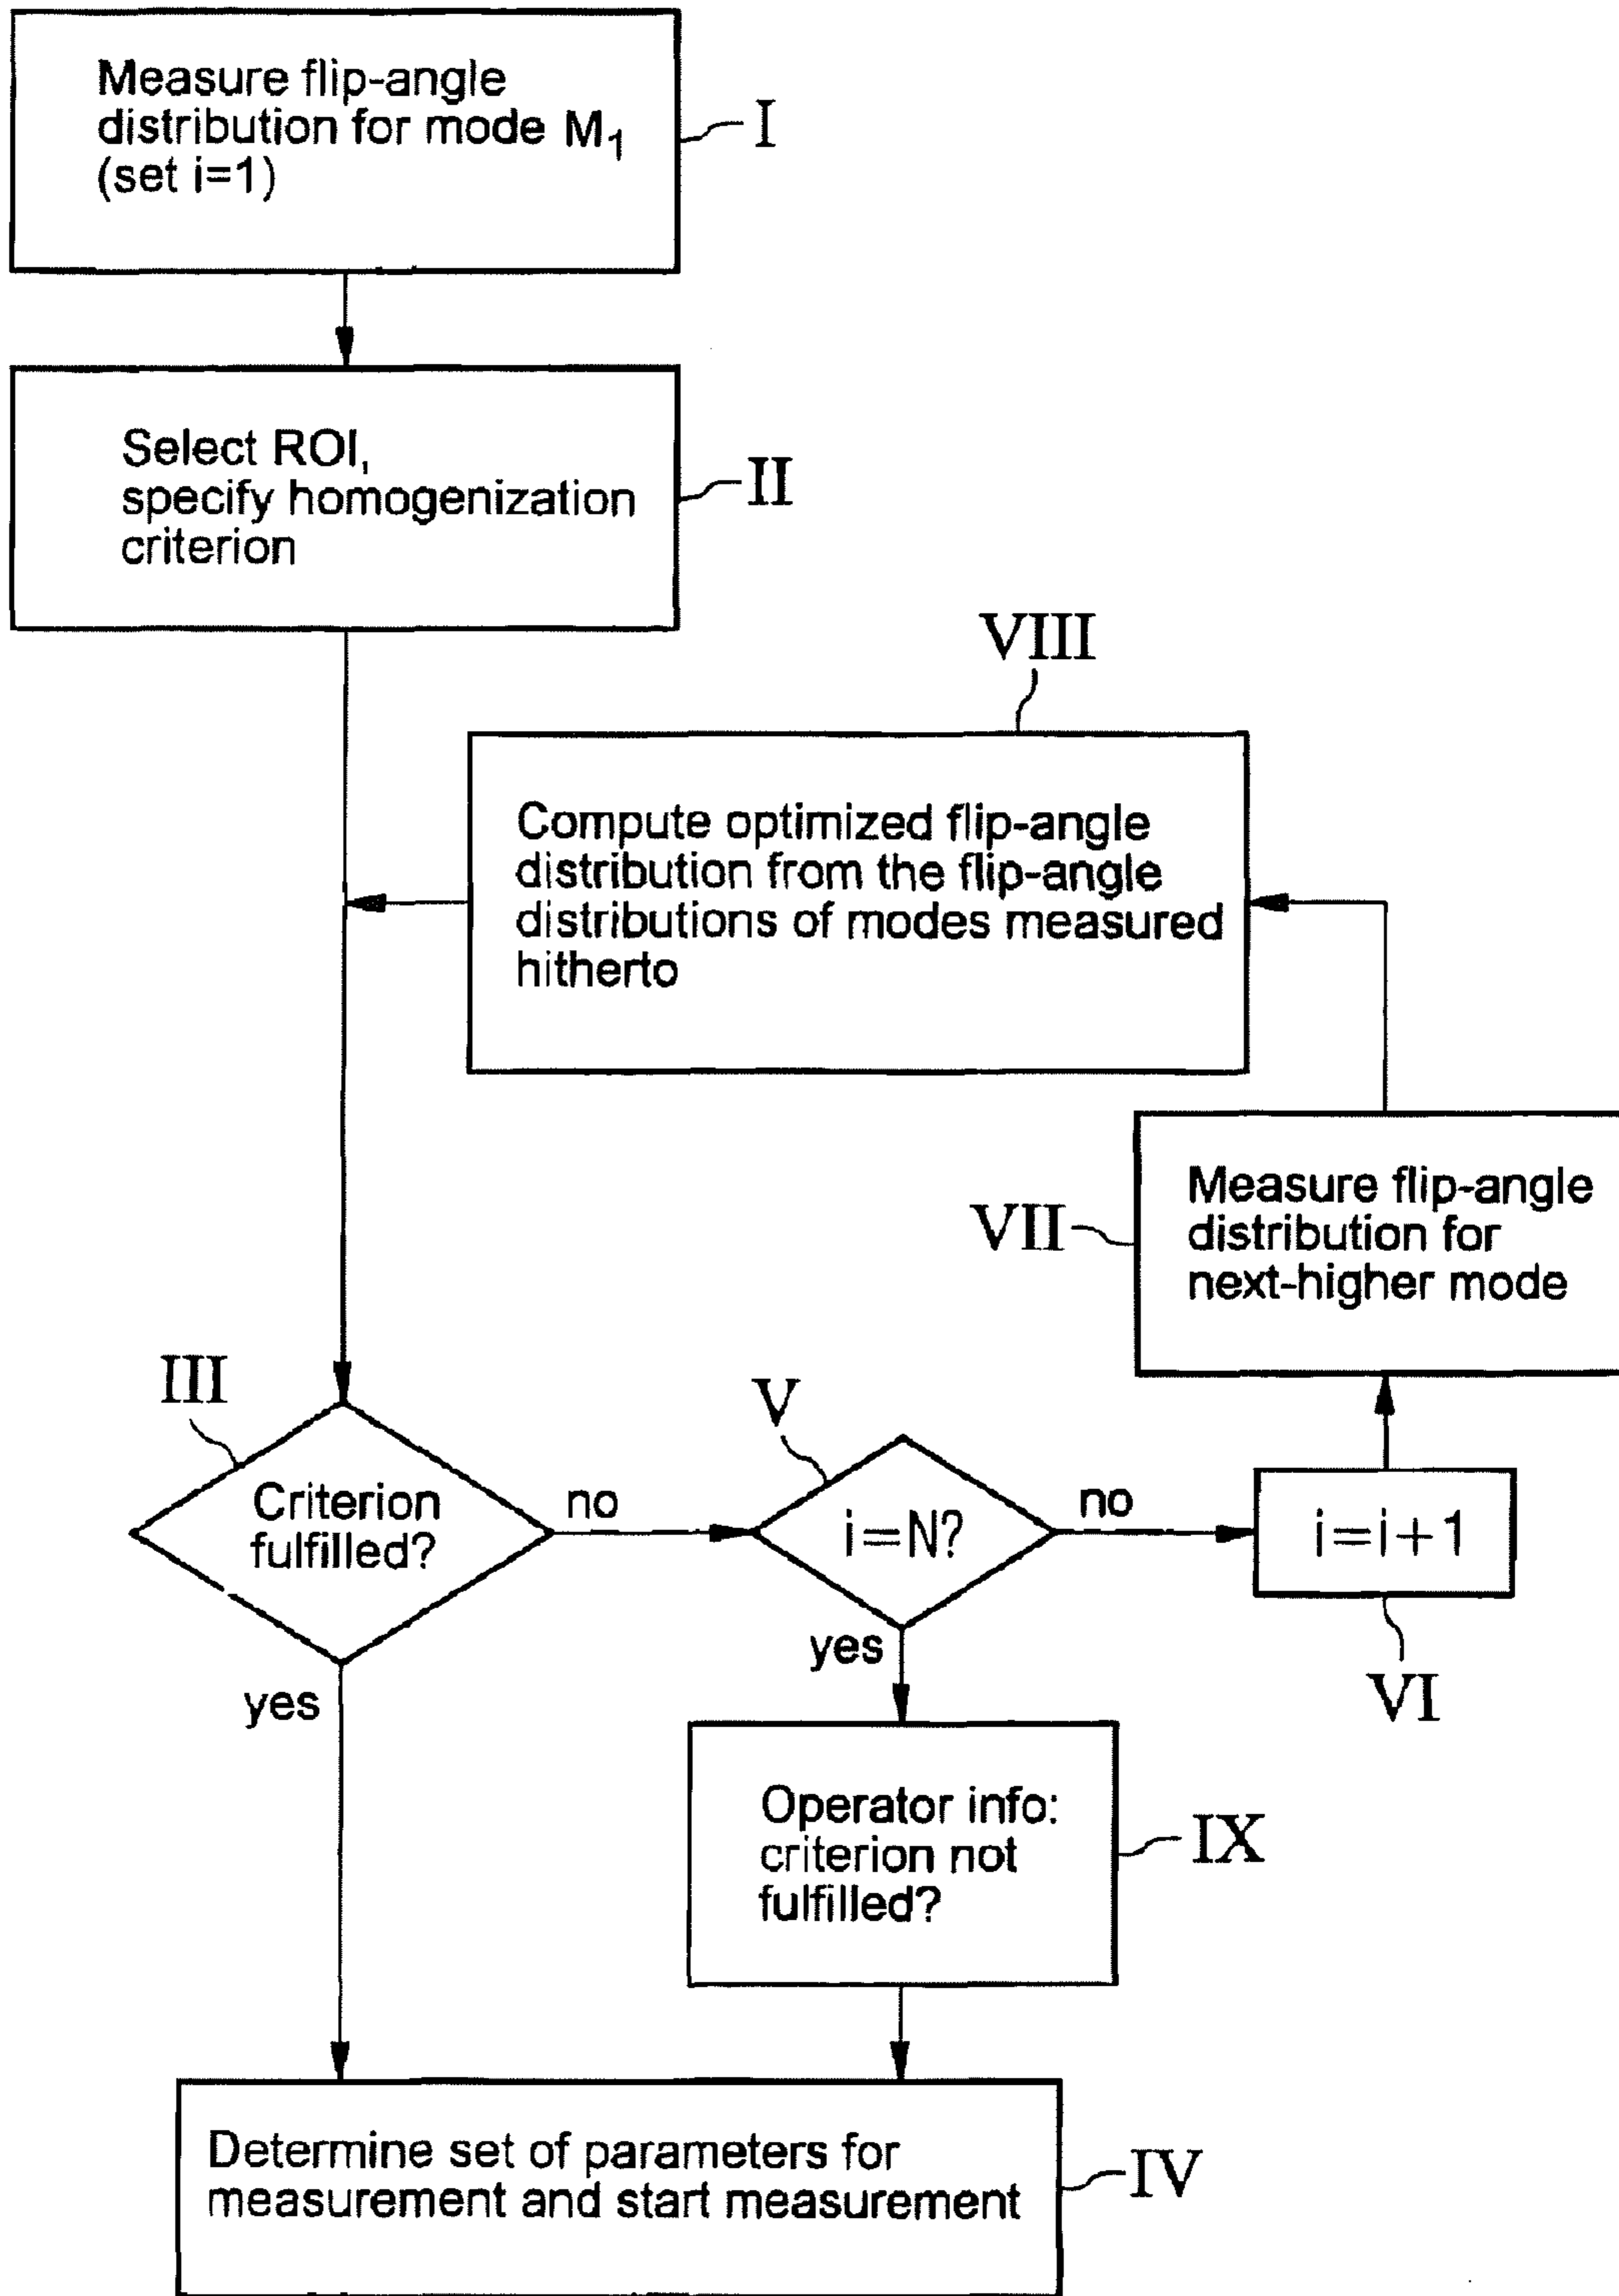 Measure flip-angle
distribution for mode M₁
(set i=1)
I
Select ROI,
specify homogenization
criterion
II
VIII
Compute optimized flip-angle
distribution from the flip-angle
distributions of modes measured
hitherto
Measure flip-angle
distribution for
next-higher mode
VII
III
Criterion
fulfilled?
no
yes
V
i=N?
no
yes
i=i+1
VI
Operator info:
criterion not
fulfilled?
IX
Determine set of parameters for
measurement and start measurement
IV